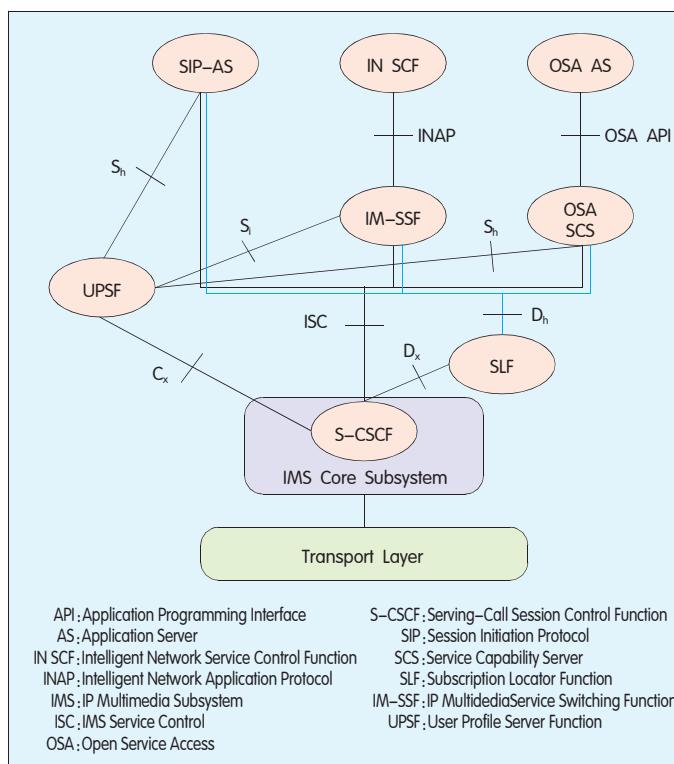 SIP-AS
IN SCF
OSA AS
INAP
OSA API
Sh
Si
Sh
IM-SSF
OSA
SCS
UPSF
ISC
Dh
Dx
SLF
Cx
S-CSCF
IMS Core Subsystem
Transport Layer
API: Application Programming Interface
AS: Application Server
IN SCF: Intelligent Network Service Control Function
INAP: Intelligent Network Application Protocol
IMS: IP Multimedia Subsystem
ISC: IMS Service Control
OSA: Open Service Access
S-CSCF: Serving-Call Session Control Function
SIP: Session Initiation Protocol
SCS: Service Capability Server
SLF: Subscription Locator Function
IM-SSF: IP MultidediaService Switching Function
UPSF: User Profile Server Function